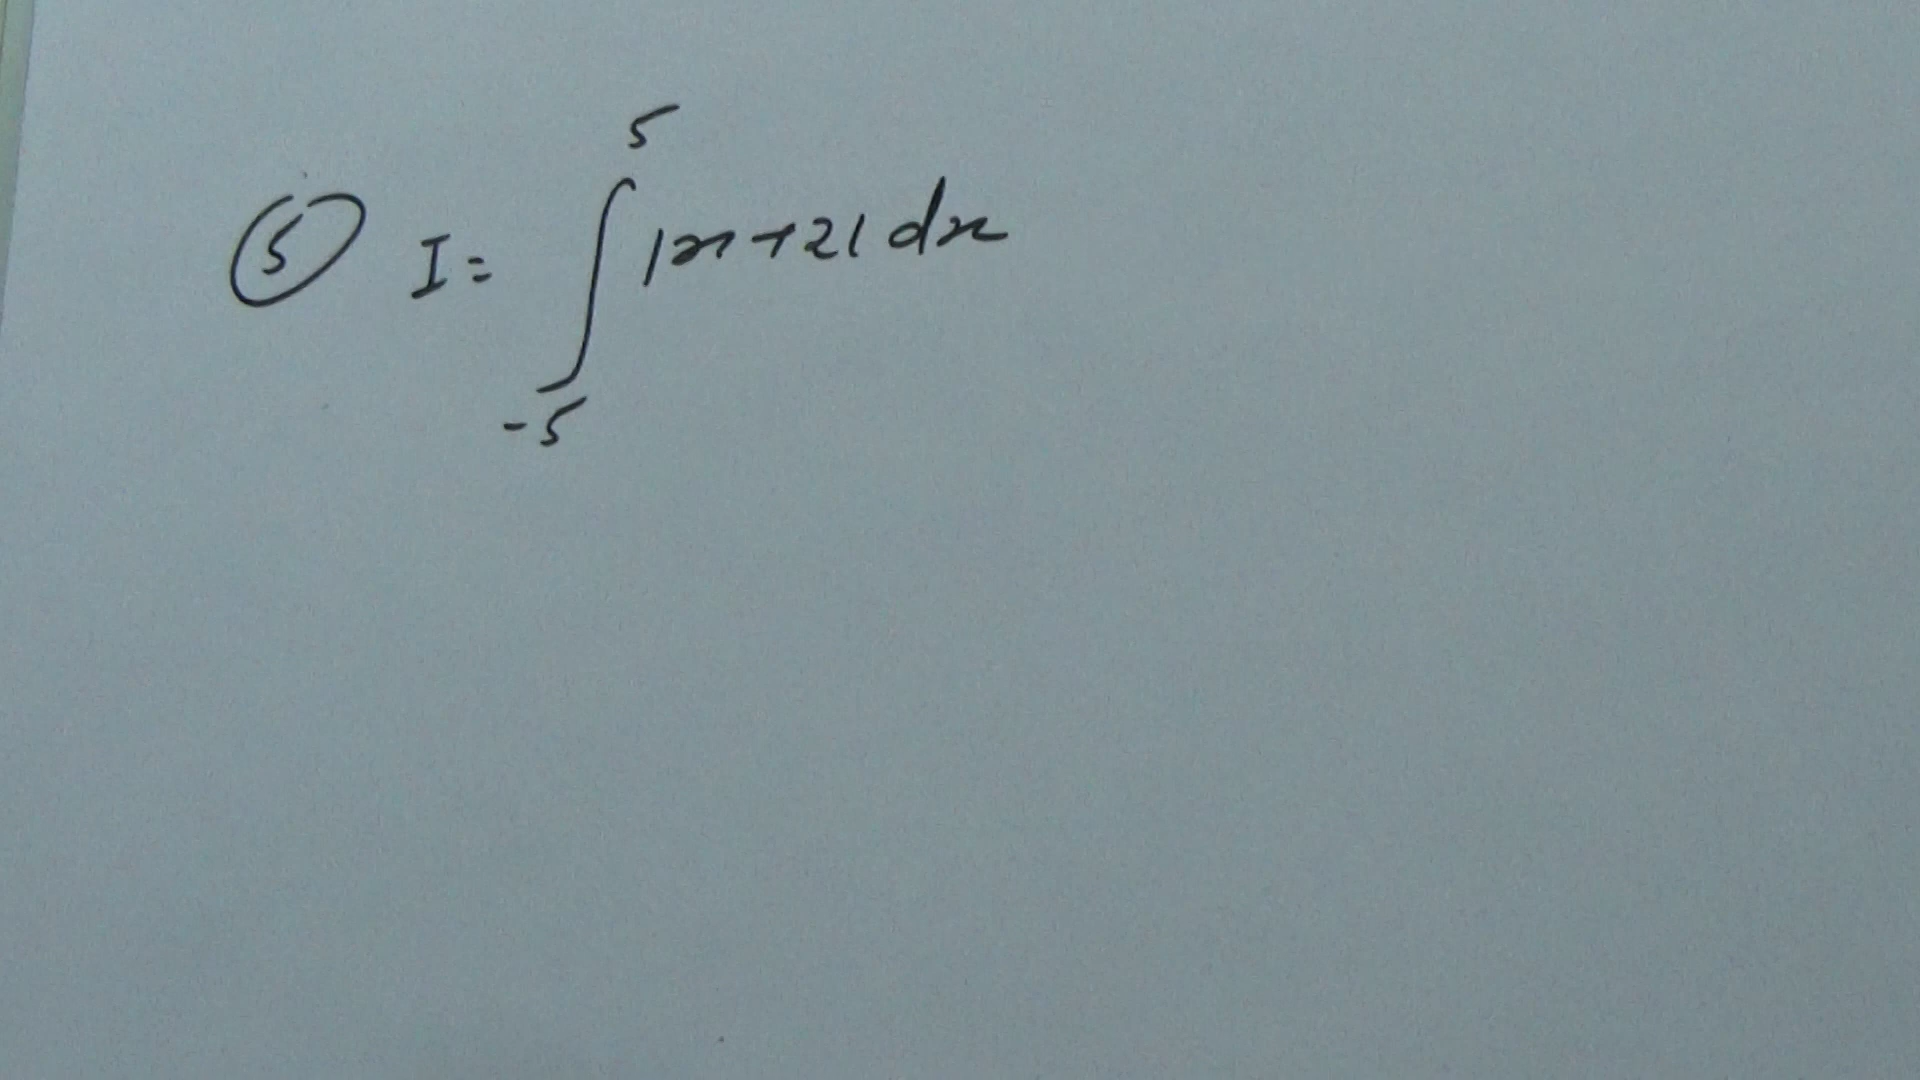 ⑤ I = ∫_{-5}^{5} |x+2| dx